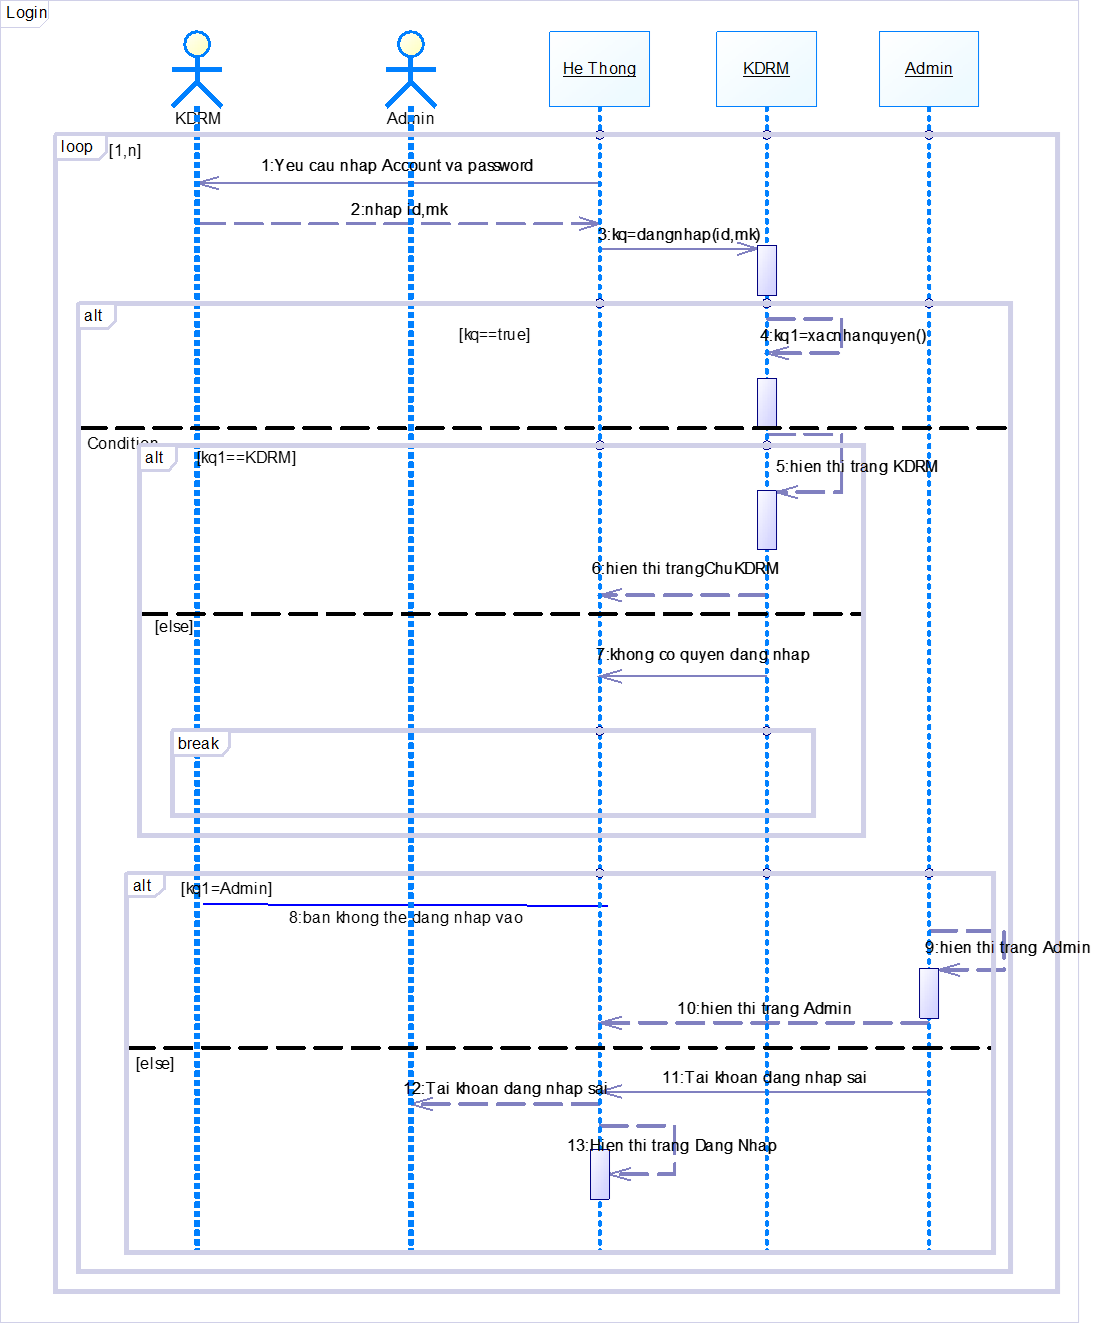 Login
KDRM
Admin
He Thong
KDRM
Admin
loop
[1,n]
1:Yeu cau nhap Account va password
2:nhap id,mk
3:kq=dangnhap(id,mk)
alt
[kq==true]
4:kq1=xacnhanquyen()
Condition
alt
[kq1==KDRM]
5:hien thi trang KDRM
6:hien thi trangChuKDRM
[else]
7:khong co quyen dang nhap
break
alt
[kq1=Admin]
8:ban khong the dang nhap vao
9:hien thi trang Admin
10:hien thi trang Admin
[else]
11:Tai khoan dang nhap sai
12:Tai khoan dang nhap sai
13:Hien thi trang Dang Nhap